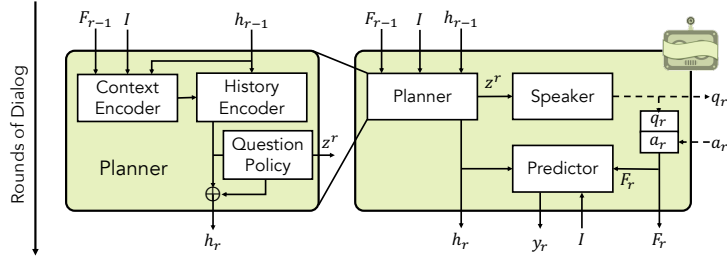 Rounds of Dialog
F_{r-1}
I
h_{r-1}
Context
Encoder
History
Encoder
Question
Policy
z^r
Planner
h_r
F_{r-1}
I
h_{r-1}
Planner
z^r
Speaker
q_r
q_r
a_r
a_r
Predictor
F_r
h_r
y_r
I
F_r